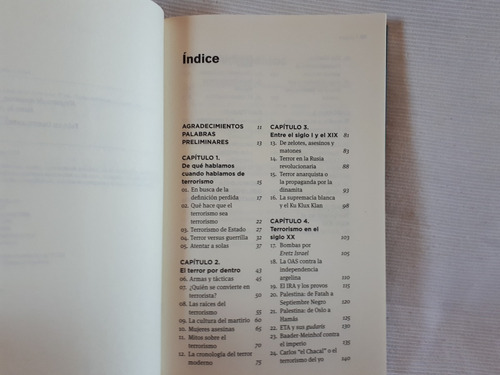 Índice
AGRADECIMIENTOS 11
PALABRAS
PRELIMINARES 13
CAPÍTULO 1.
De qué hablamos
cuando hablamos de
terrorismo 15
01. En busca de la
definición perdida 17
02. Qué hace que el
terrorismo sea
terrorismo 22
03. Terrorismo de Estado 27
04. Terror versus guerrilla 32
05. Atentar a solas 37
CAPÍTULO 2.
El terror por dentro 43
06. Armas y tácticas 45
07. ¿Quién se convierte en
terrorista? 50
08. Las raíces del
terrorismo 55
09. La cultura del martirio 60
10. Mujeres asesinas 65
11. Mitos sobre el
terrorismo 70
12. La cronología del terror
moderno 75
CAPÍTULO 3.
Entre el siglo I y el XIX 81
13. De zelotes, asesinos y
matones 83
14. Terror en la Rusia
revolucionaria 88
15. Terror anarquista o
la propaganda por la
dinamita 93
16. La supremacía blanca y
el Ku Klux Klan 98
CAPÍTULO 4.
Terrorismo en el
siglo XX 103
17. Bombas por
Eretz Israel 105
18. La OAS contra la
independencia
argelina 110
19. El IRA y los provos 115
20. Palestina: de Fatah a
Septiembre Negro 120
21. Palestina: de Oslo a
Hamás 125
22. ETA y sus gudaris 130
23. Baader-Meinhof contra
el imperio 135
24. Carlos "el Chacal" o el
terrorismo del yo 140